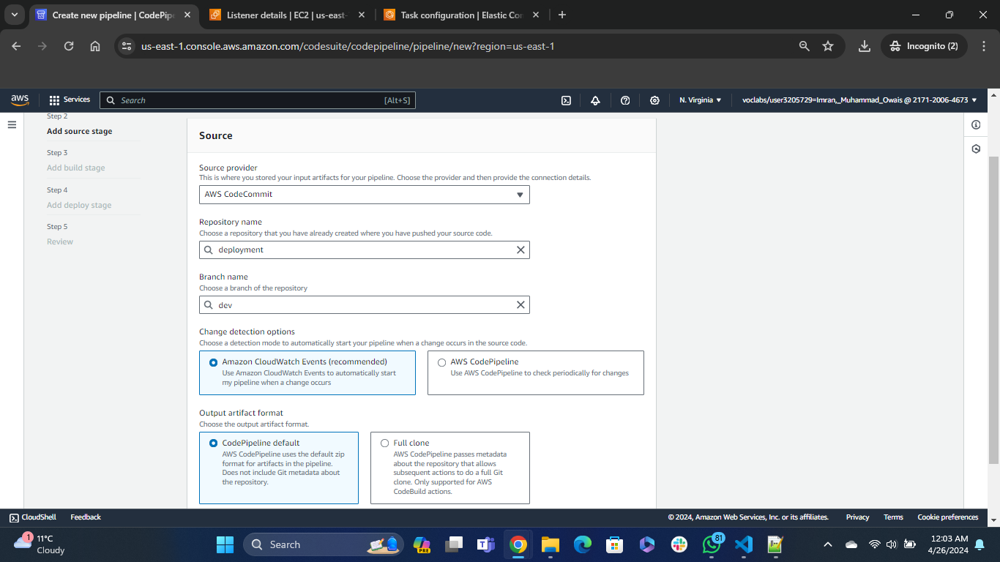 Create new pipeline | CodePipe
Listener details | EC2 | us-east-
Task configuration | Elastic Con
us-east-1.console.aws.amazon.com/codesuite/codepipeline/pipeline/new?region=us-east-1
Incognito (2)
aws
Services
Search
[Alt+S]
N. Virginia
voclabs/user3205729=Imran,_Muhammad_Owais @ 2171-2006-4673
Step 2
Add source stage
Step 3
Add build stage
Step 4
Add deploy stage
Step 5
Review
Source
Source provider
This is where you stored your input artifacts for your pipeline. Choose the provider and then provide the connection details.
AWS CodeCommit
Repository name
Choose a repository that you have already created where you have pushed your source code.
deployment
Branch name
Choose a branch of the repository
dev
Change detection options
Choose a detection mode to automatically start your pipeline when a change occurs in the source code.
Amazon CloudWatch Events (recommended)
Use Amazon CloudWatch Events to automatically start
my pipeline when a change occurs
AWS CodePipeline
Use AWS CodePipeline to check periodically for changes
Output artifact format
Choose the output artifact format.
CodePipeline default
AWS CodePipeline uses the default zip
format for artifacts in the pipeline.
Does not include Git metadata about
the repository.
Full clone
AWS CodePipeline passes metadata
about the repository that allows
subsequent actions to do a full Git
clone. Only supported for AWS
CodeBuild actions.
CloudShell
Feedback
© 2024, Amazon Web Services, Inc. or its affiliates.
Privacy
Terms
Cookie preferences
1
11°C
Cloudy
Search
PRE
81
12:03 AM
4/26/2024